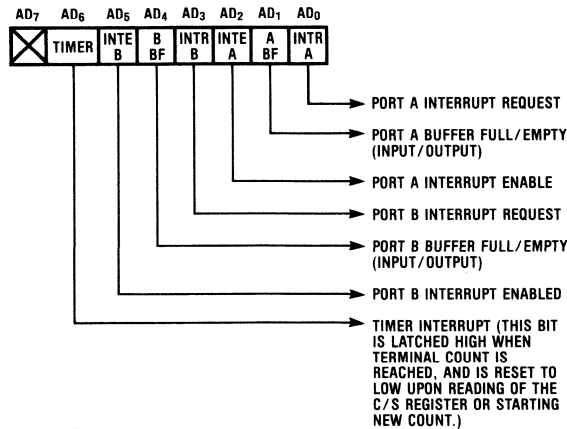 AD7 AD6 AD5 AD4 AD3 AD2 AD1 AD0
TIMER
INTE
B
B
BF
INTR
B
INTE
A
A
BF
INTR
A
PORT A INTERRUPT REQUEST
PORT A BUFFER FULL/EMPTY
(INPUT/OUTPUT)
PORT A INTERRUPT ENABLE
PORT B INTERRUPT REQUEST
PORT B BUFFER FULL/EMPTY
(INPUT/OUTPUT)
PORT B INTERRUPT ENABLED
TIMER INTERRUPT (THIS BIT
IS LATCHED HIGH WHEN
TERMINAL COUNT IS
REACHED, AND IS RESET TO
LOW UPON READING OF THE
C/S REGISTER OR STARTING
NEW COUNT.)